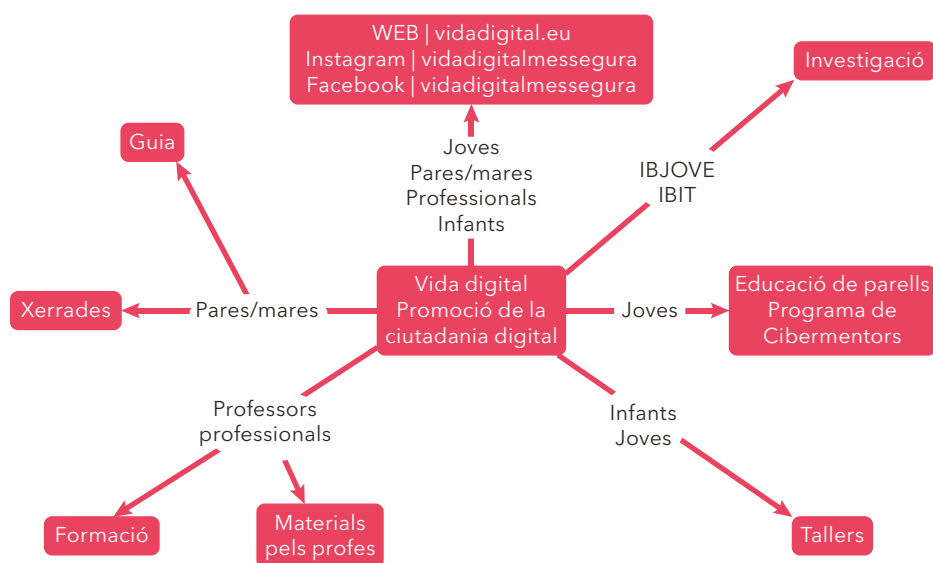 WEB | vidadigital.eu
Instagram | vidadigitalmessegura
Facebook | vidadigitalmessegura
Investigació
Guia
Joves
Pares/mares
Professionals
Infants
IBJOVE
IBIT
Xerrades
Pares/mares
Vida digital
Promoció de la
ciutadania digital
Joves
Educació de parells
Programa de
Cibermentors
Professors
professionals
Infants
Joves
Formació
Materials
pels profes
Tallers